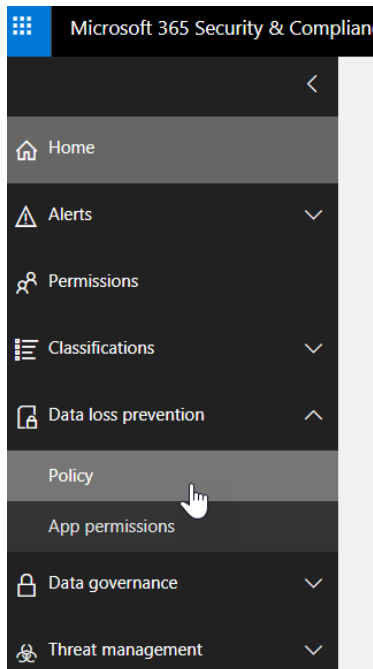 Microsoft 365 Security & Complian
Home
Alerts
Permissions
Classifications
Data loss prevention
Policy
App permissions
Data governance
Threat management